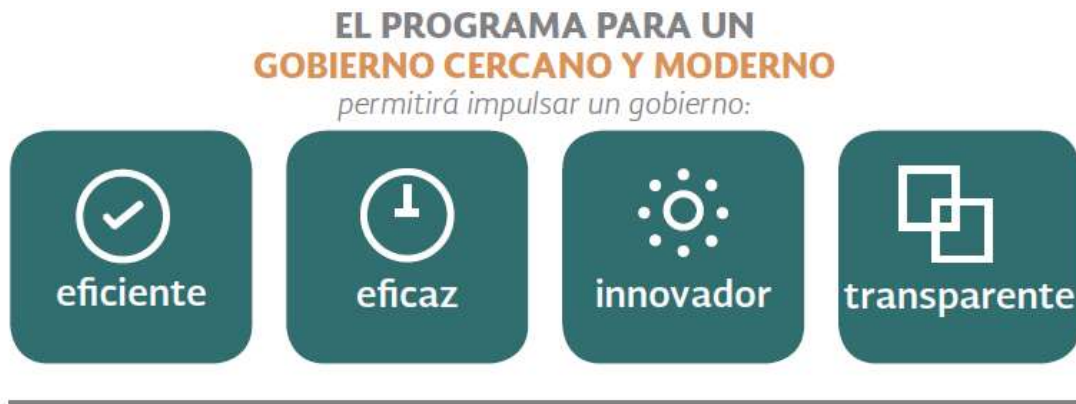 EL PROGRAMA PARA UN
GOBIERNO CERCANO Y MODERNO
permitirá impulsar un gobierno:
eficiente
eficaz
innovador
transparente